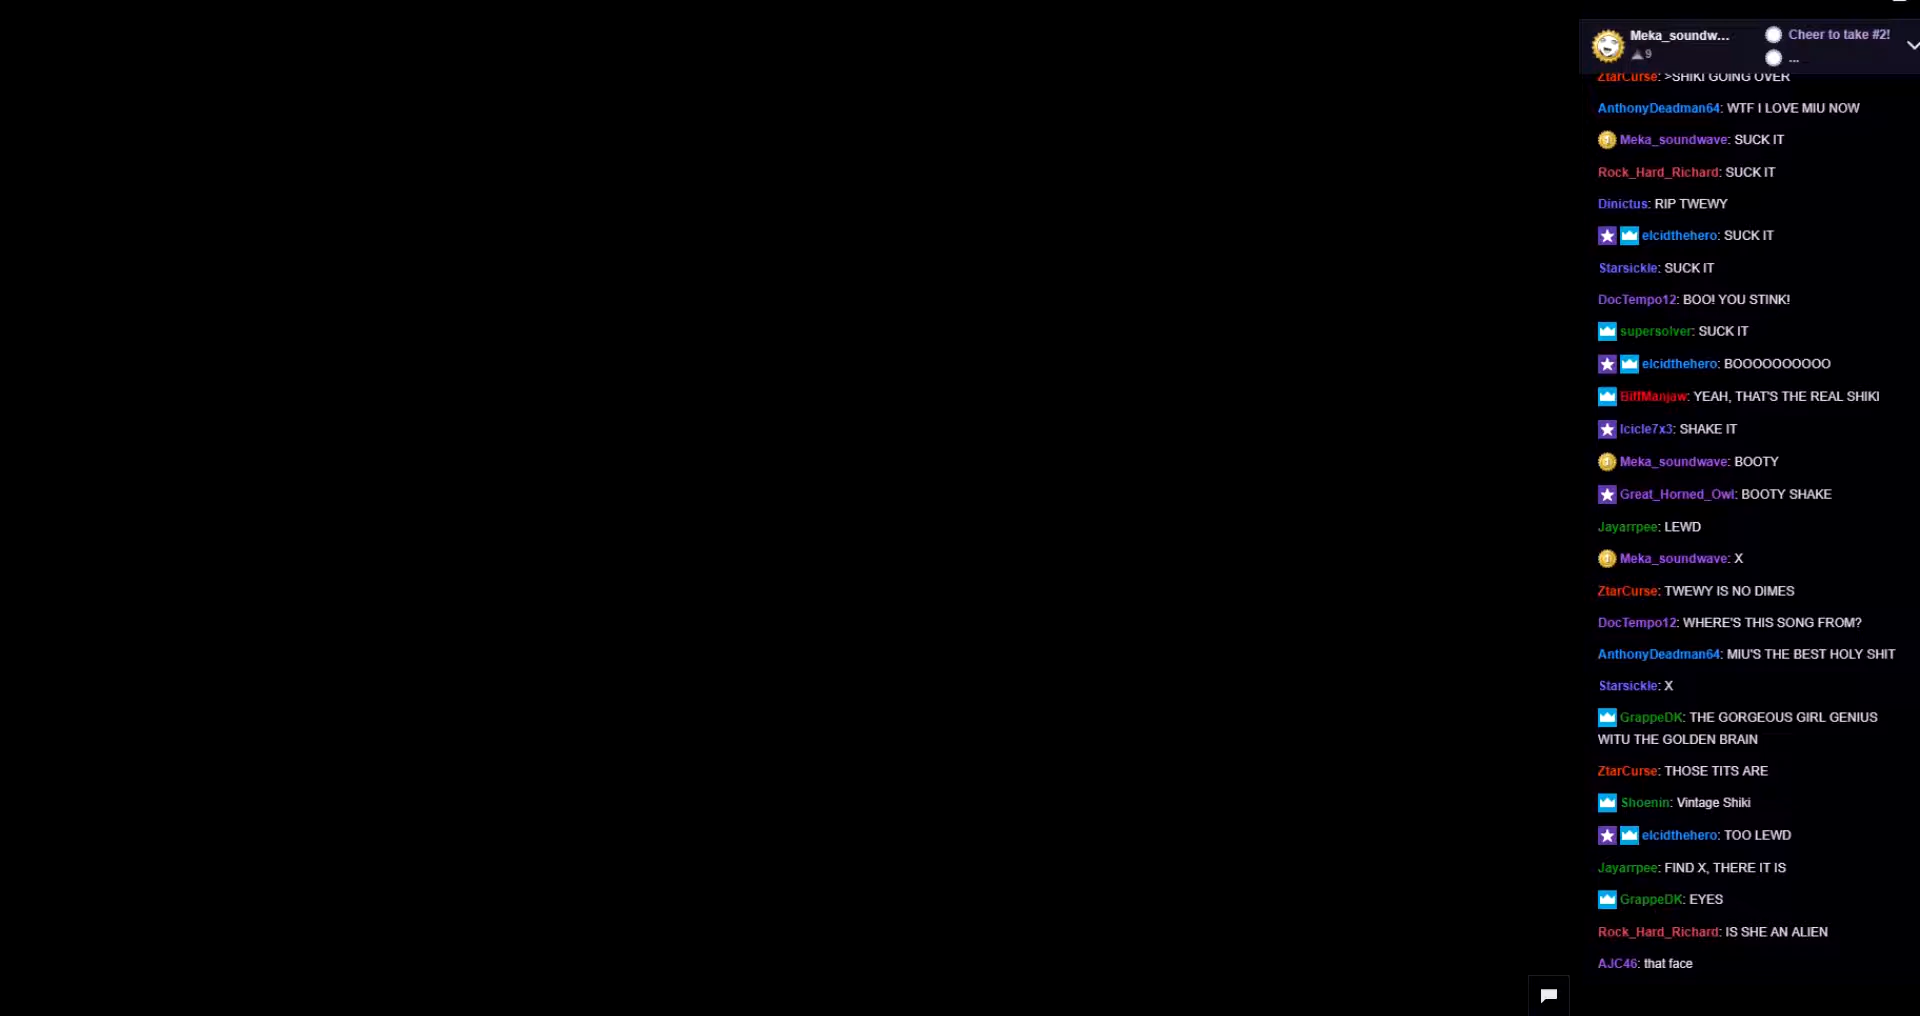 Meka_soundw... Cheer to take #2!
9 ...
ZtarCurse: >SHIKI GOING OVER
AnthonyDeadman64: WTF I LOVE MIU NOW
Meka_soundwave: SUCK IT
Rock_Hard_Richard: SUCK IT
Dinictus: RIP TWEWY
elcidthehero: SUCK IT
Starsickle: SUCK IT
DocTempo12: BOO! YOU STINK!
supersolver: SUCK IT
elcidthehero: BOOOOOOOOOO
BiffManjaw: YEAH, THAT'S THE REAL SHIKI
Icicle7x3: SHAKE IT
Meka_soundwave: BOOTY
Great_Horned_Owl: BOOTY SHAKE
Jayarrpee: LEWD
Meka_soundwave: X
ZtarCurse: TWEWY IS NO DIMES
DocTempo12: WHERE'S THIS SONG FROM?
AnthonyDeadman64: MIU'S THE BEST HOLY SHIT
Starsickle: X
GrappeDK: THE GORGEOUS GIRL GENIUS
WITU THE GOLDEN BRAIN
ZtarCurse: THOSE TITS ARE
Shoenin: Vintage Shiki
elcidthehero: TOO LEWD
Jayarrpee: FIND X, THERE IT IS
GrappeDK: EYES
Rock_Hard_Richard: IS SHE AN ALIEN
AJC46: that face